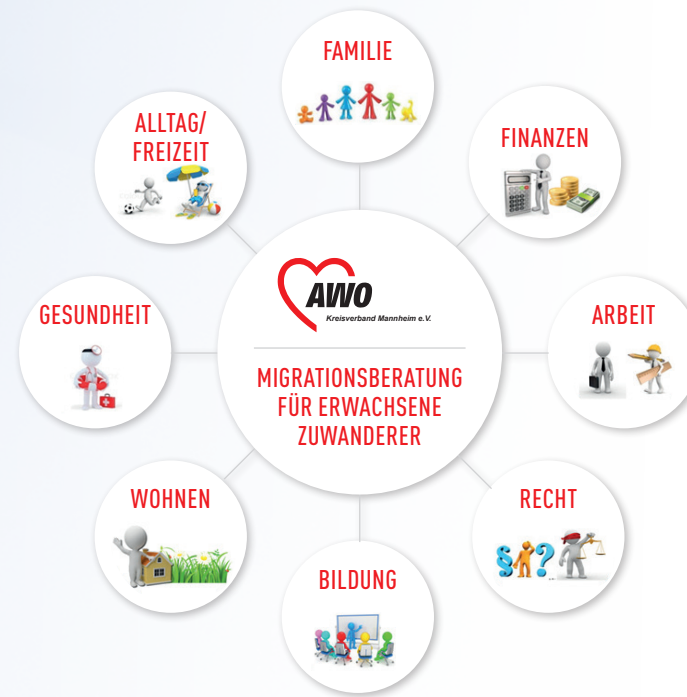 FAMILIE
ALLTAG/
FREIZEIT
FINANZEN
AWO
Kreisverband Mannheim e.V.
GESUNDHEIT
ARBEIT
MIGRATIONSBERATUNG
FÜR ERWACHSENE
ZUWANDERER
WOHNEN
RECHT
§ ?
BILDUNG